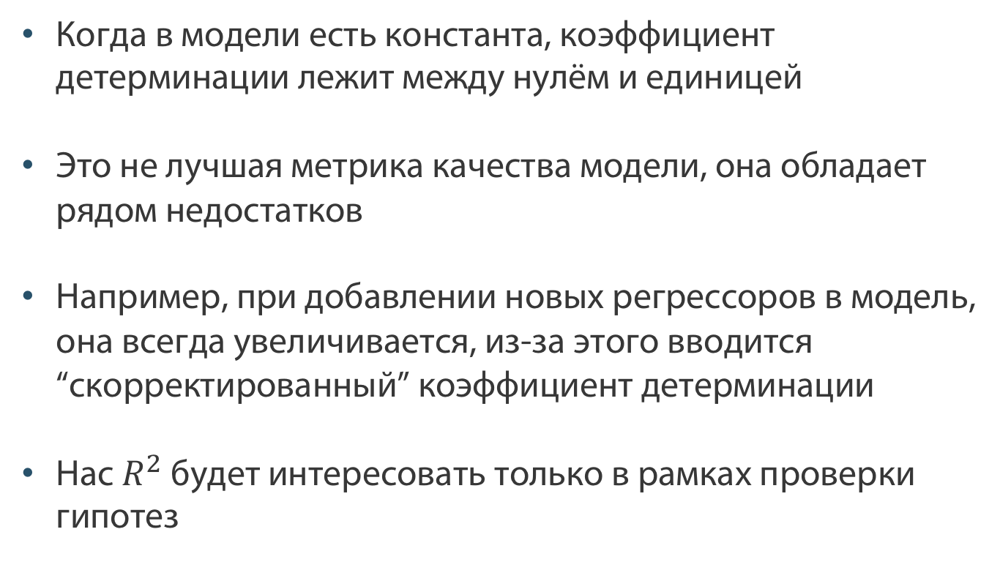 • Когда в модели есть константа, коэффициент
детерминации лежит между нулём и единицей
• Это не лучшая метрика качества модели, она обладает
рядом недостатков
• Например, при добавлении новых регрессоров в модель,
она всегда увеличивается, из-за этого вводится
“скорректированный” коэффициент детерминации
• Нас R² будет интересовать только в рамках проверки
гипотез